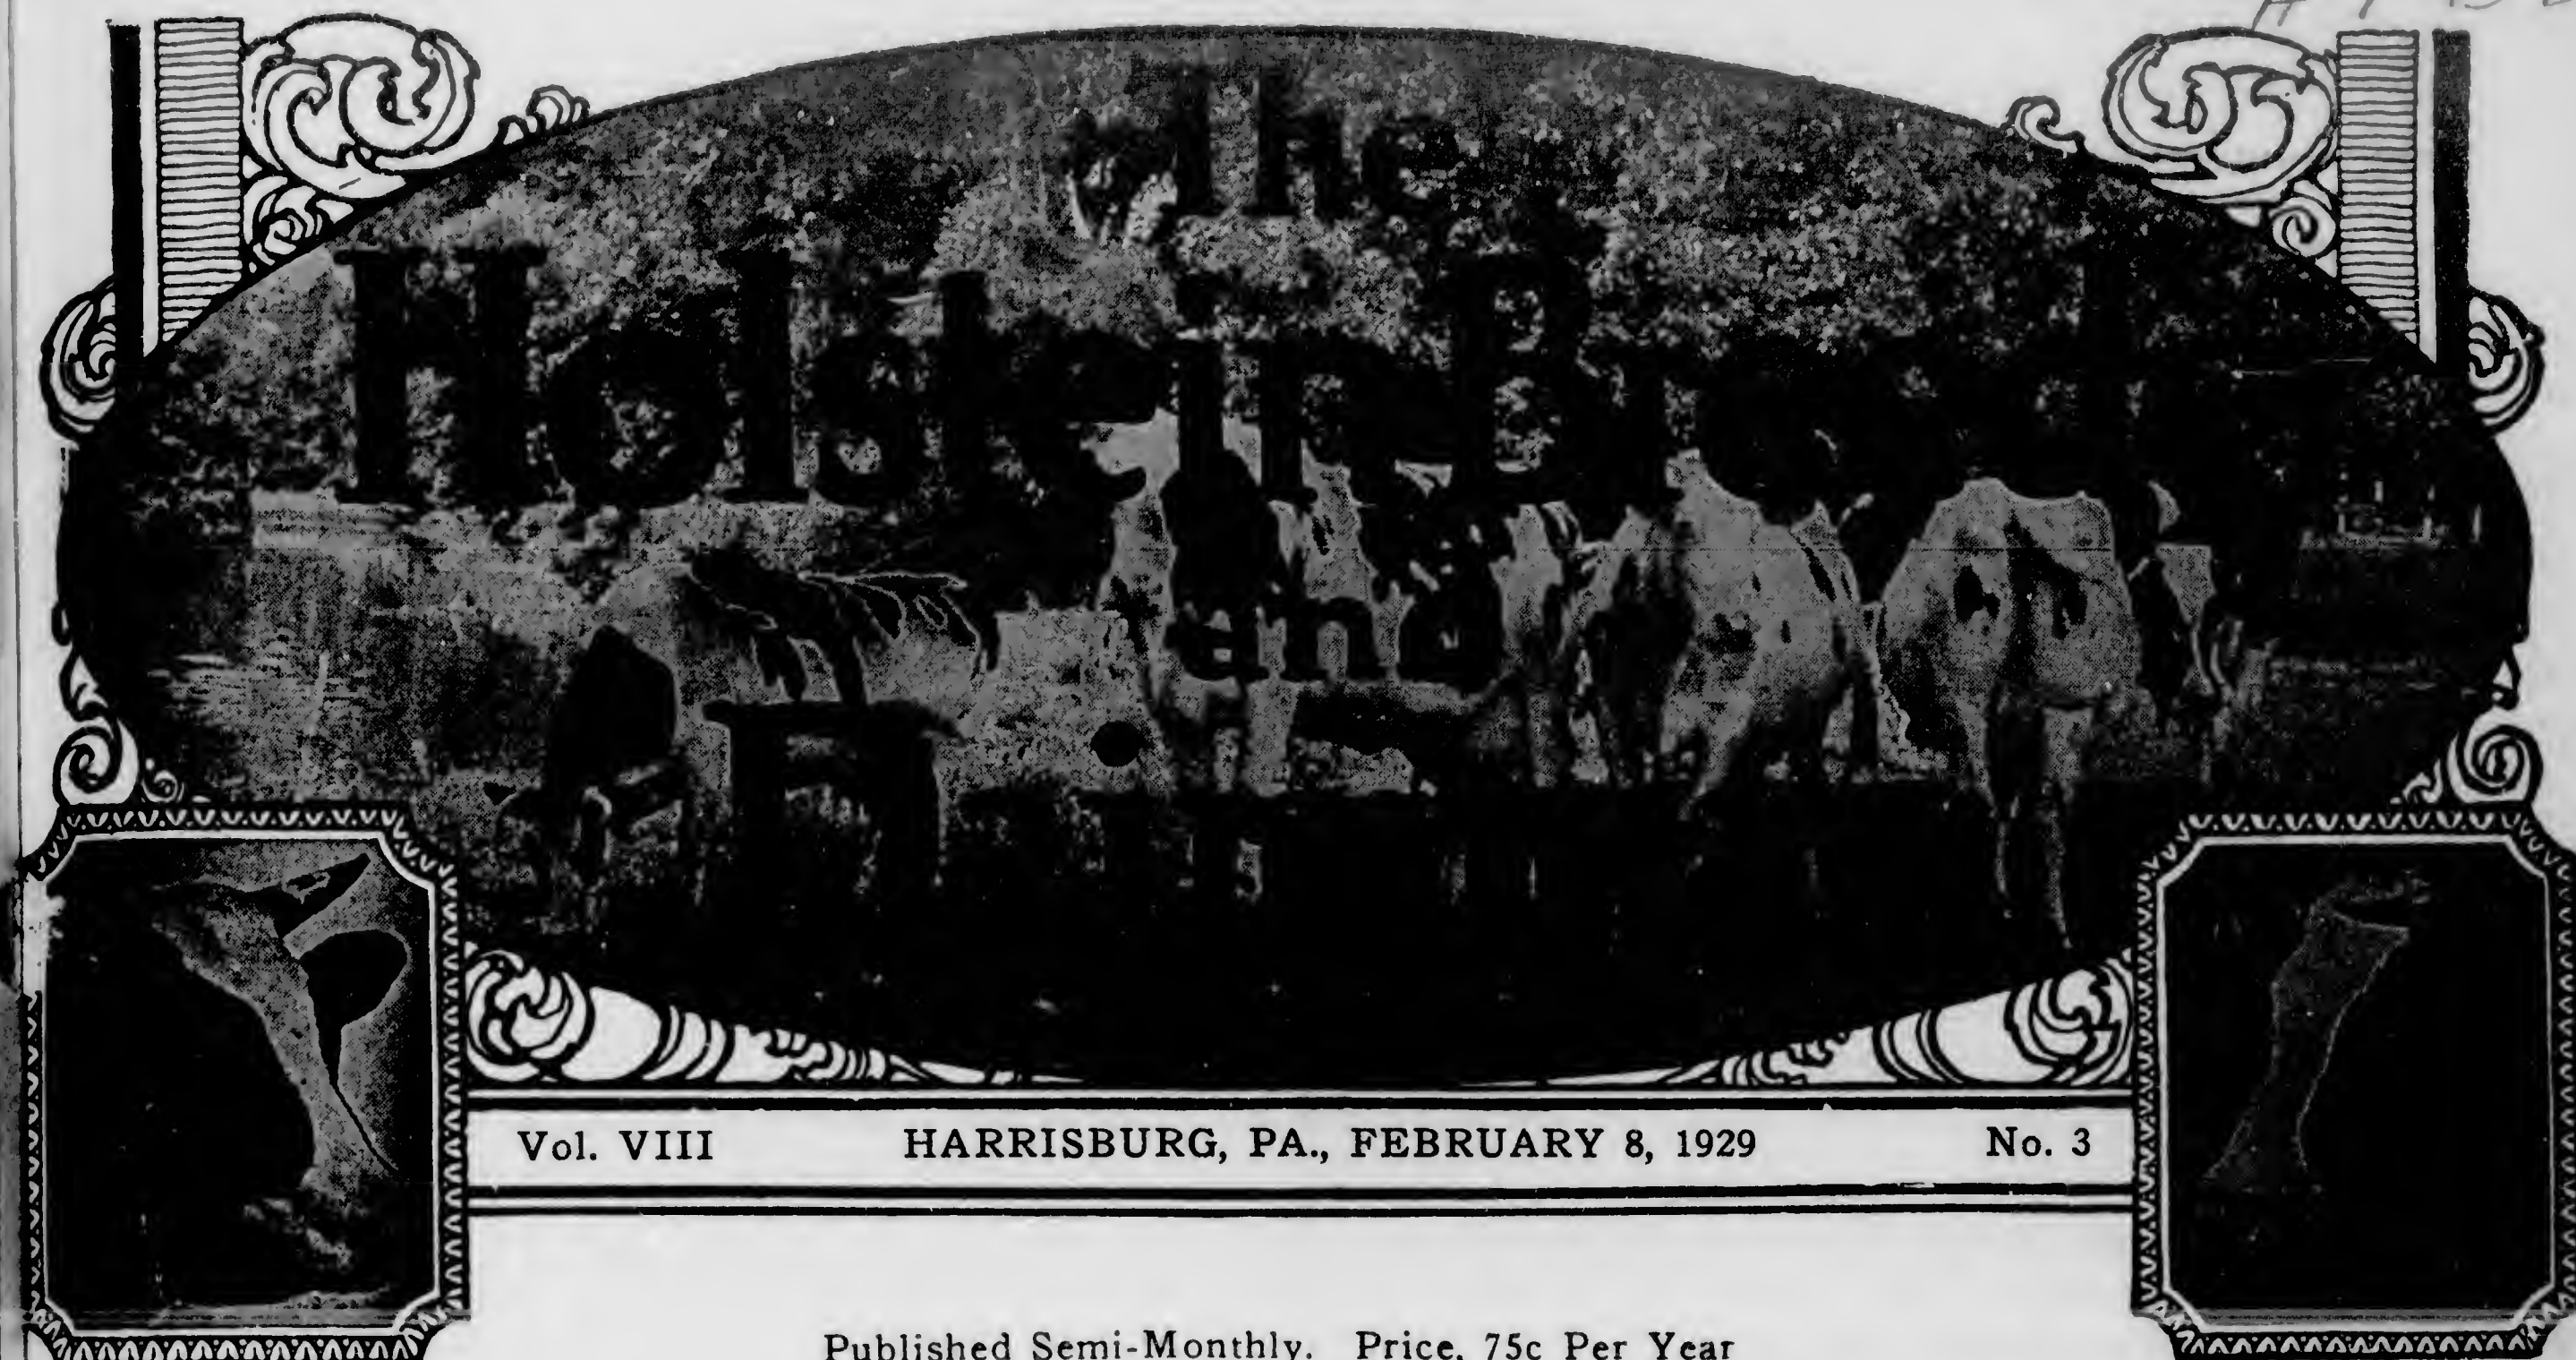 The
Holstein Breeder
and
Vol. VIII HARRISBURG, PA., FEBRUARY 8, 1929 No. 3
Published Semi-Monthly. Price, 75c Per Year